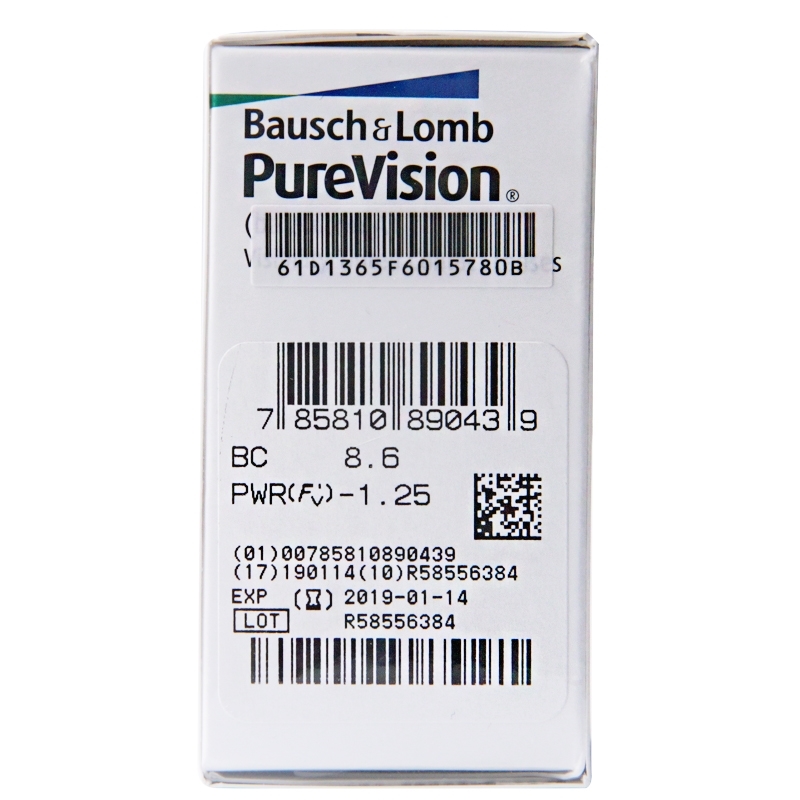 Bausch & Lomb
PureVision®
61D1365F6015780B
7 85810 89043 9
BC 8.6
PWR(F'v)-1.25
(01)00785810890439
(17)190114(10)R58556384
EXP 2019-01-14
LOT R58556384